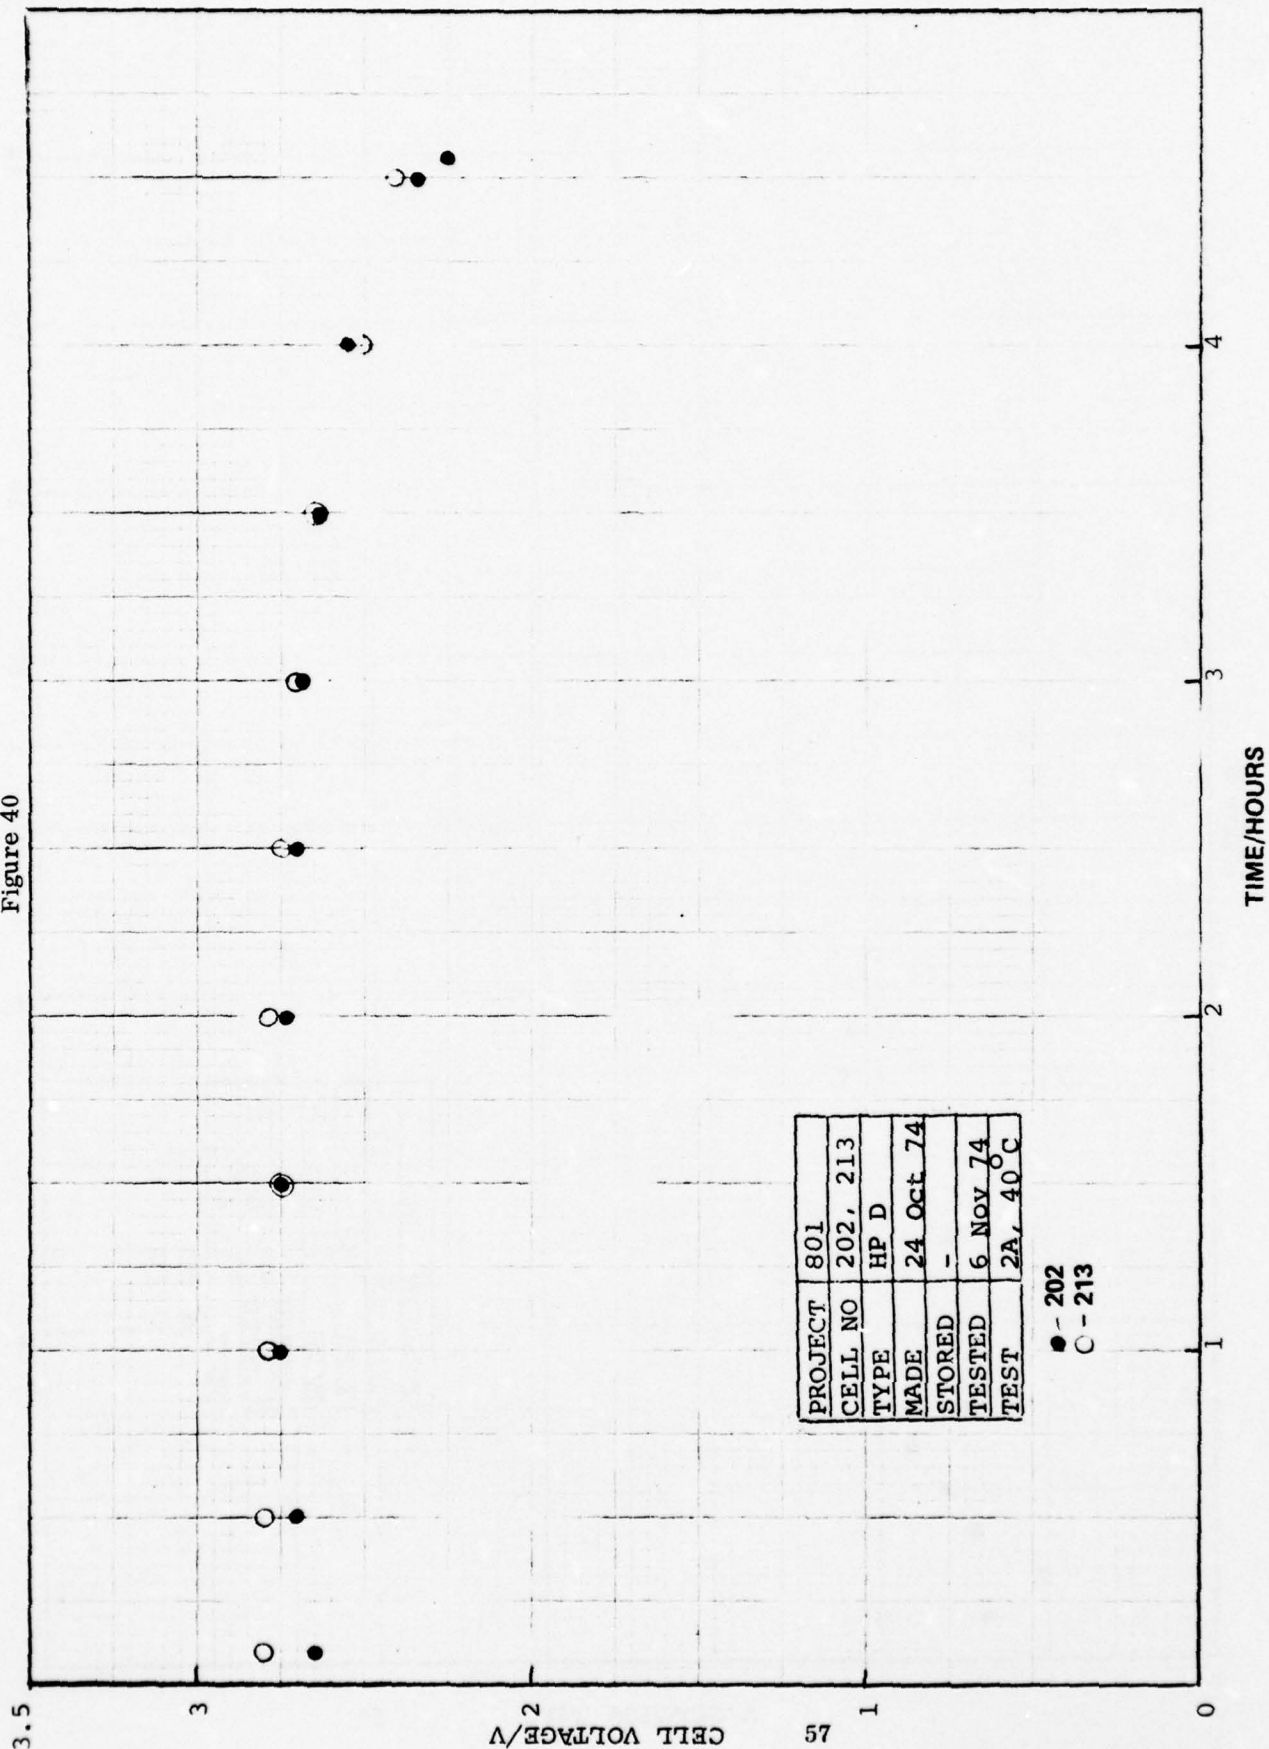 Figure 40
3.5
3
2
1
0
CELL VOLTAGE/V
1
2
3
4
TIME/HOURS
PROJECT 801
CELL NO 202, 213
TYPE HP D
MADE 24 Oct 74
STORED -
TESTED 6 Nov 74
TEST 2A, 40°C
● - 202
○ - 213
57